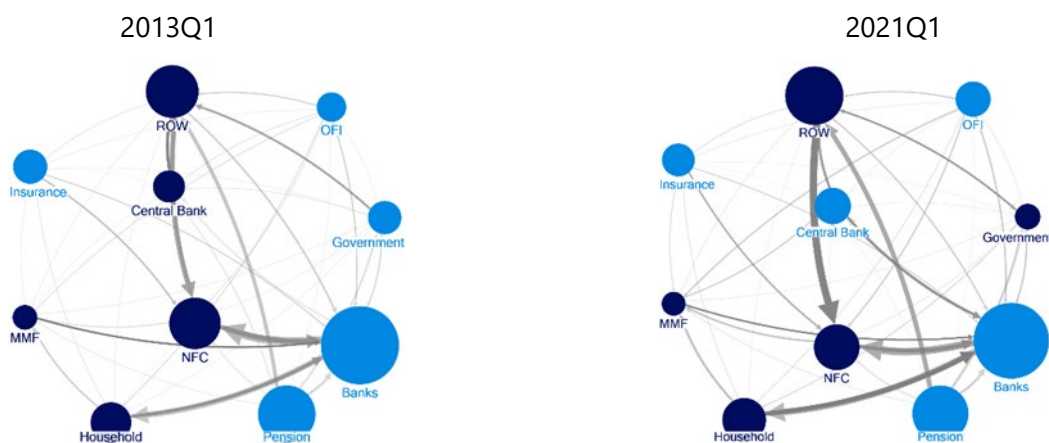 2013Q1
ROW
OFI
Insurance
Central Bank
Government
MMF
NFC
Banks
Household
Pension
2021Q1
ROW
OFI
Insurance
Central Bank
Government
MMF
NFC
Banks
Household
Pension